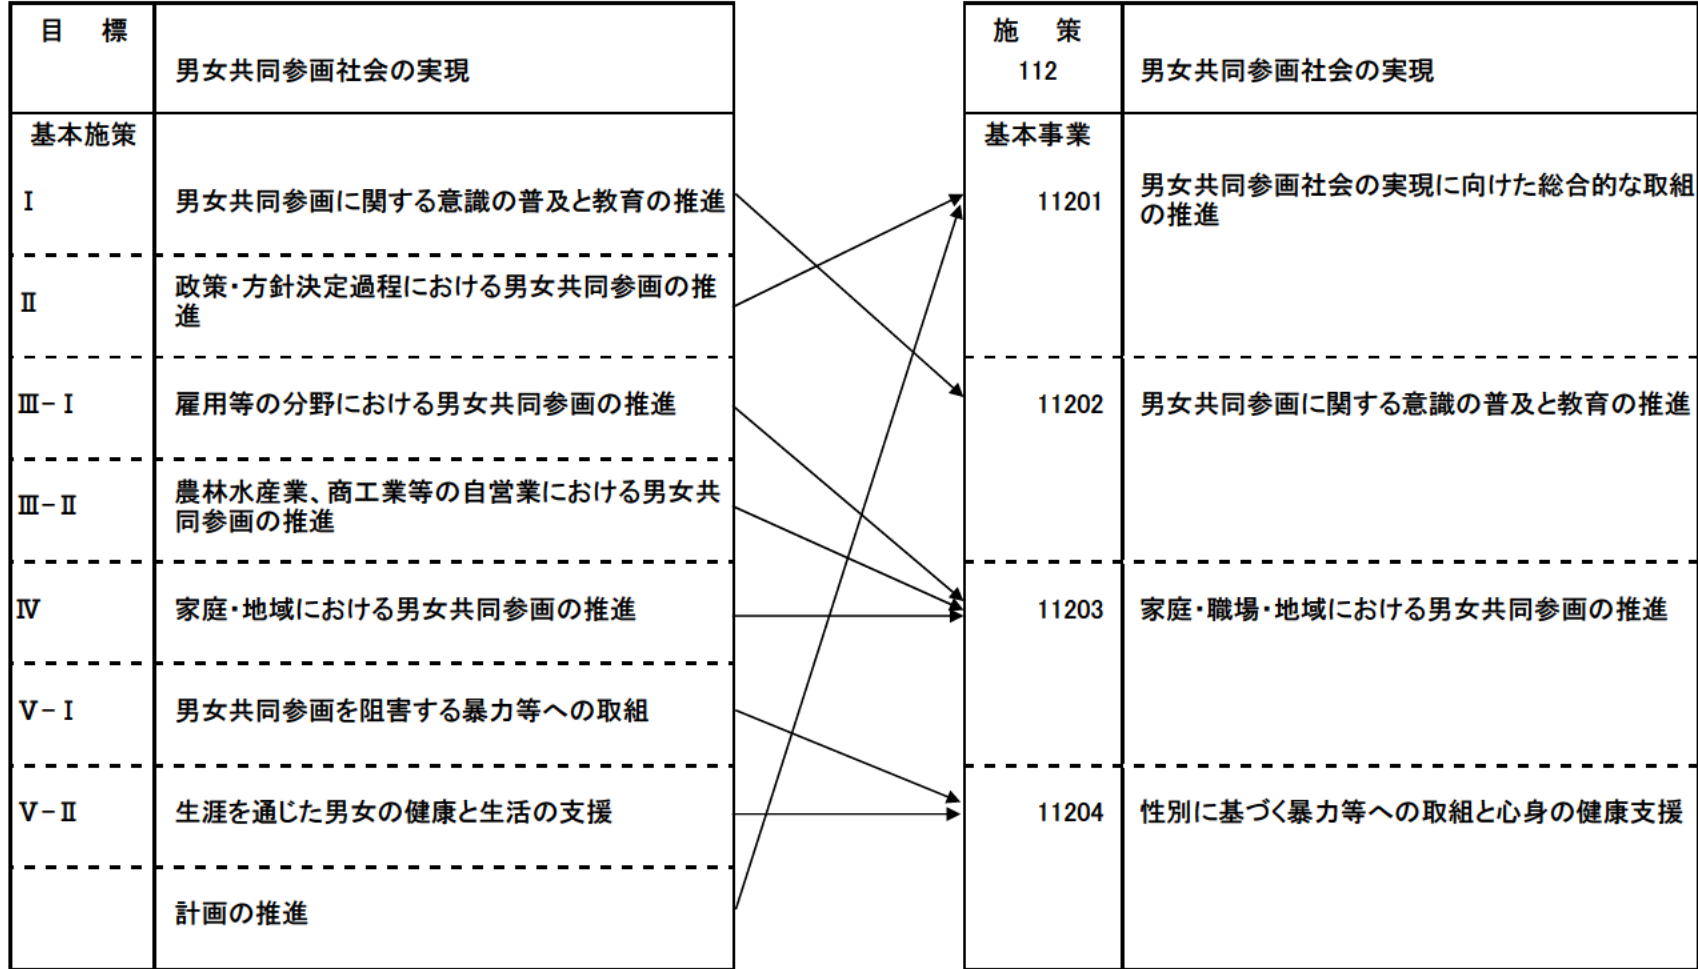 目 標
男女共同参画社会の実現
基本施策
Ⅰ 男女共同参画に関する意識の普及と教育の推進
Ⅱ 政策・方針決定過程における男女共同参画の推
進
Ⅲ-Ⅰ 雇用等の分野における男女共同参画の推進
Ⅲ-Ⅱ 農林水産業、商工業等の自営業における男女共
同参画の推進
Ⅳ 家庭・地域における男女共同参画の推進
Ⅴ-Ⅰ 男女共同参画を阻害する暴力等への取組
Ⅴ-Ⅱ 生涯を通じた男女の健康と生活の支援
計画の推進
施 策
112 男女共同参画社会の実現
基本事業
11201 男女共同参画社会の実現に向けた総合的な取組
の推進
11202 男女共同参画に関する意識の普及と教育の推進
11203 家庭・職場・地域における男女共同参画の推進
11204 性別に基づく暴力等への取組と心身の健康支援